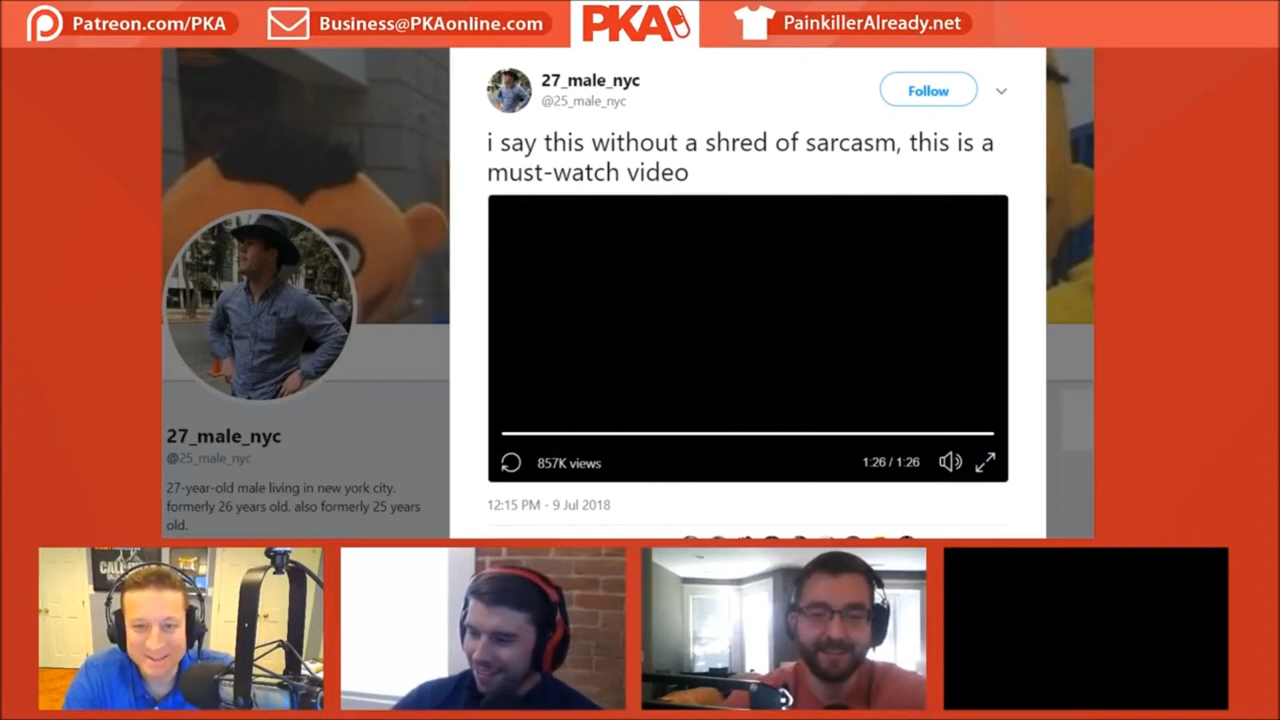 Patreon.com/PKA
Business@PKAonline.com
PKA
PainkillerAlready.net
27_male_nyc
@25_male_nyc
Follow
i say this without a shred of sarcasm, this is a
must-watch video
857K views
1:26 / 1:26
12:15 PM - 9 Jul 2018
27_male_nyc
@25_male_nyc
27-year-old male living in new york city.
formerly 26 years old. also formerly 25 years
old.
CALL